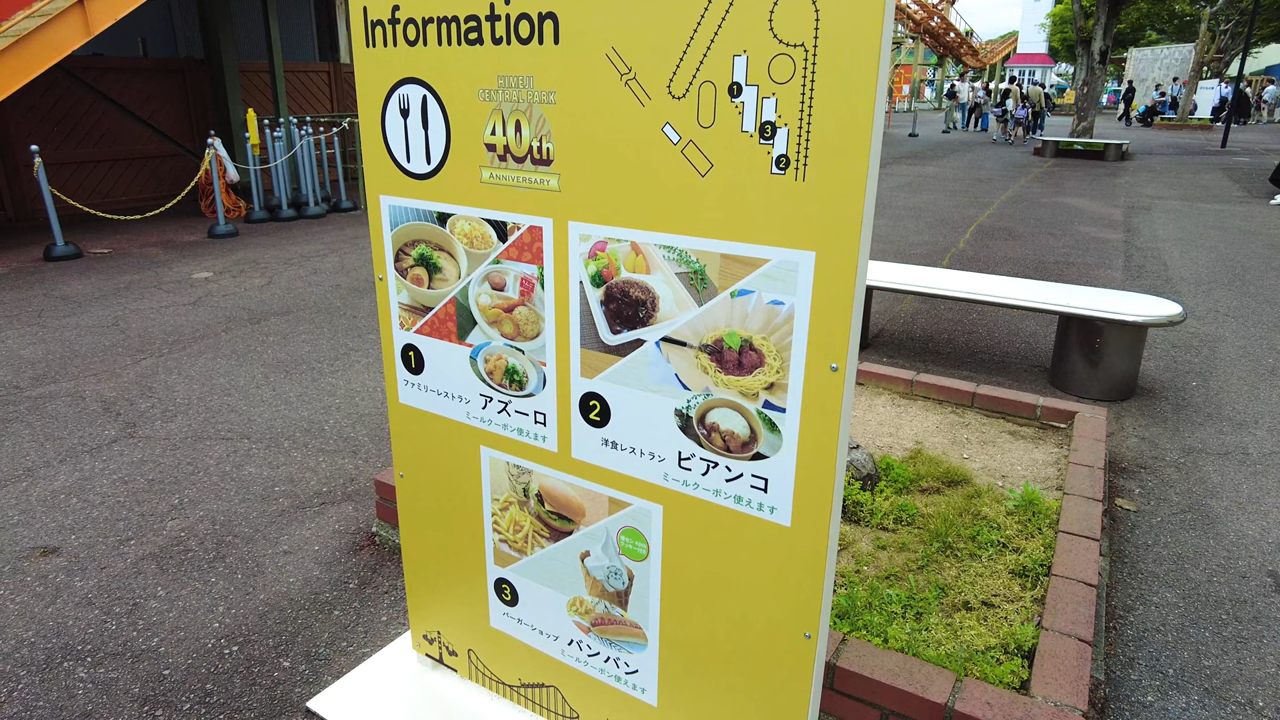 Information
HIMEJI
CENTRAL PARK
40th
ANNIVERSARY
1
3
2
1
ファミリーレストラン アズーロ
ミールクーポン使えます
2
洋食レストラン ビアンコ
ミールクーポン使えます
3
バーガーショップ バンバン
ミールクーポン使えます